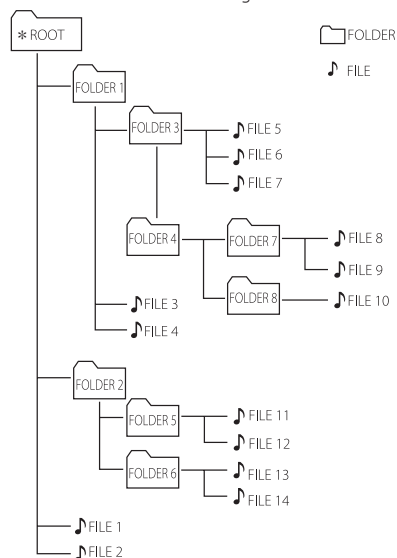 * ROOT
FOLDER
FILE
FOLDER 1
FOLDER 3
FILE 5
FILE 6
FILE 7
FOLDER 4
FOLDER 7
FILE 8
FILE 9
FOLDER 8
FILE 10
FILE 3
FILE 4
FOLDER 2
FOLDER 5
FILE 11
FILE 12
FOLDER 6
FILE 13
FILE 14
FILE 1
FILE 2